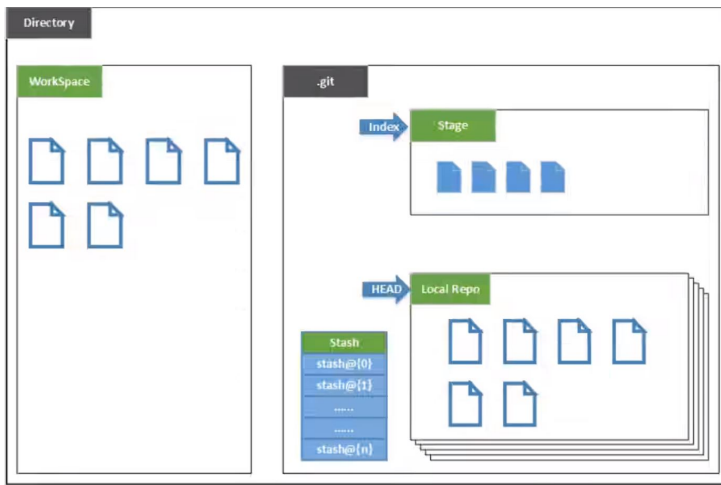 Directory
WorkSpace
.git
Index
Stage
HEAD
Local Repo
Stash
stash@{0}
stash@{1}
......
......
stash@{n}